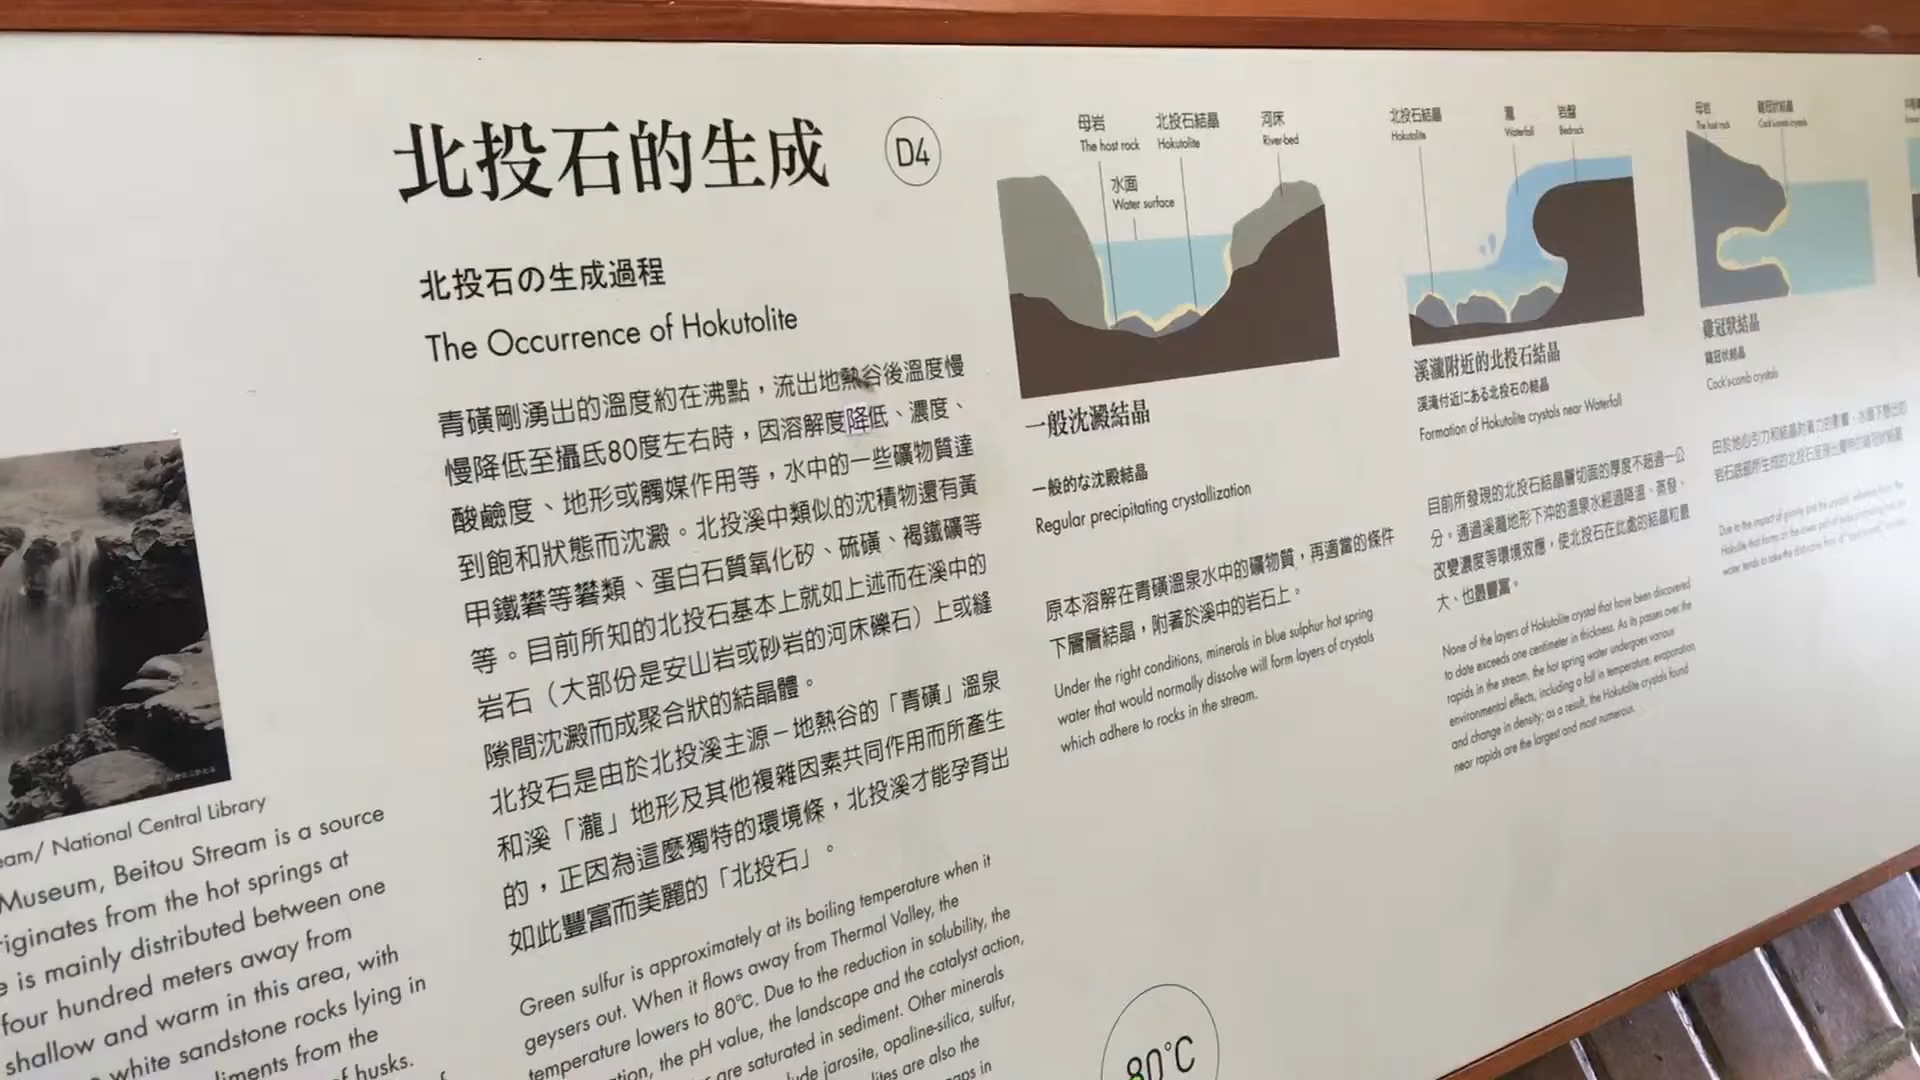 北投石的生成
D4
北投石の生成過程
The Occurrence of Hokutolite
青磺剛湧出的溫度約在沸點，流出地熱谷後溫度慢
慢降低至攝氐80度左右時，因溶解度降低、濃度、
酸鹼度、地形或觸媒作用等，水中的一些礦物質達
到飽和狀態而沈澱。北投溪中類似的沈積物還有黃
甲鐵礬等礬類、蛋白石質氧化矽、硫磺、褐鐵礦等
等。目前所知的北投石基本上就如上述而在溪中的
岩石（大部份是安山岩或砂岩的河床礫石）上或縫
隙間沈澱而成聚合狀的結晶體。
北投石是由於北投溪主源－地熱谷的「青磺」溫泉
和溪「瀧」地形及其他複雜因素共同作用而所產生
的，正因為這麼獨特的環境條，北投溪才能孕育出
如此豐富而美麗的「北投石」。
Green sulfur is approximately at its boiling temperature when it
geysers out. When it flows away from Thermal Valley, the
temperature lowers to 80℃. Due to the reduction in solubility, the
the pH value, the landscape and the catalyst action,
are saturated in sediment. Other minerals
jarosite, opaline-silica, sulfur,
are also the
in
eam/ National Central Library
Museum, Beitou Stream is a source
riginates from the hot springs at
e is mainly distributed between one
four hundred meters away from
shallow and warm in this area, with
white sandstone rocks lying in
from the
husks.
母岩
The host rock
北投石結晶
Hokutolite
河床
River-bed
水面
Water surface
一般沈澱結晶
一般的な沈殿結晶
Regular precipitating crystallization
原本溶解在青磺溫泉水中的礦物質，再適當的條件
下層層結晶，附著於溪中的岩石上。
Under the right conditions, minerals in blue sulphur hot spring
water that would normally dissolve will form layers of crystals
which adhere to rocks in the stream.
80℃
北投石結晶
Hokutolite
瀧
Waterfall
岩盤
Bedrock
溪瀧附近的北投石結晶
溪滝付近にある北投石の結晶
Formation of Hokutolite crystals near Waterfall
目前所發現的北投石結晶層切面的厚度不超過一公
分。通過溪瀧地形下沖的溫泉水經過降溫、蒸發、
改變濃度等環境效應，使北投石在此處的結晶粒最
大、也最豐富。
None of the layers of Hokutolite crystal that have been discovered
to date exceeds one centimeter in thickness. As its passes over the
rapids in the stream, the hot spring water undergoes various
environmental effects, including a fall in temperature, evaporation,
and change in density; as a result, the Hokutolite crystals found
near rapids are the largest and most numerous.
母岩
The host rock
雞冠狀結晶
Cock's-comb crystals
雞冠狀結晶
雞冠狀結晶
Cock's-comb crystals